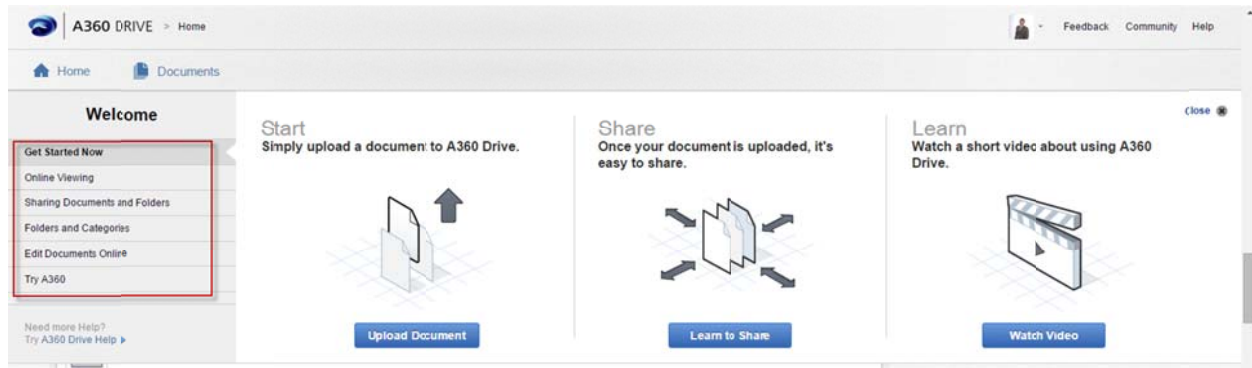 A360 DRIVE > Home
Feedback Community Help
Home Documents
Welcome
Get Started Now
Online Viewing
Sharing Documents and Folders
Folders and Categories
Edit Documents Online
Try A360
Need more Help?
Try A360 Drive Help
Close
Start
Simply upload a document to A360 Drive.
Upload Document
Share
Once your document is uploaded, it's
easy to share.
Learn to Share
Learn
Watch a short video about using A360
Drive.
Watch Video